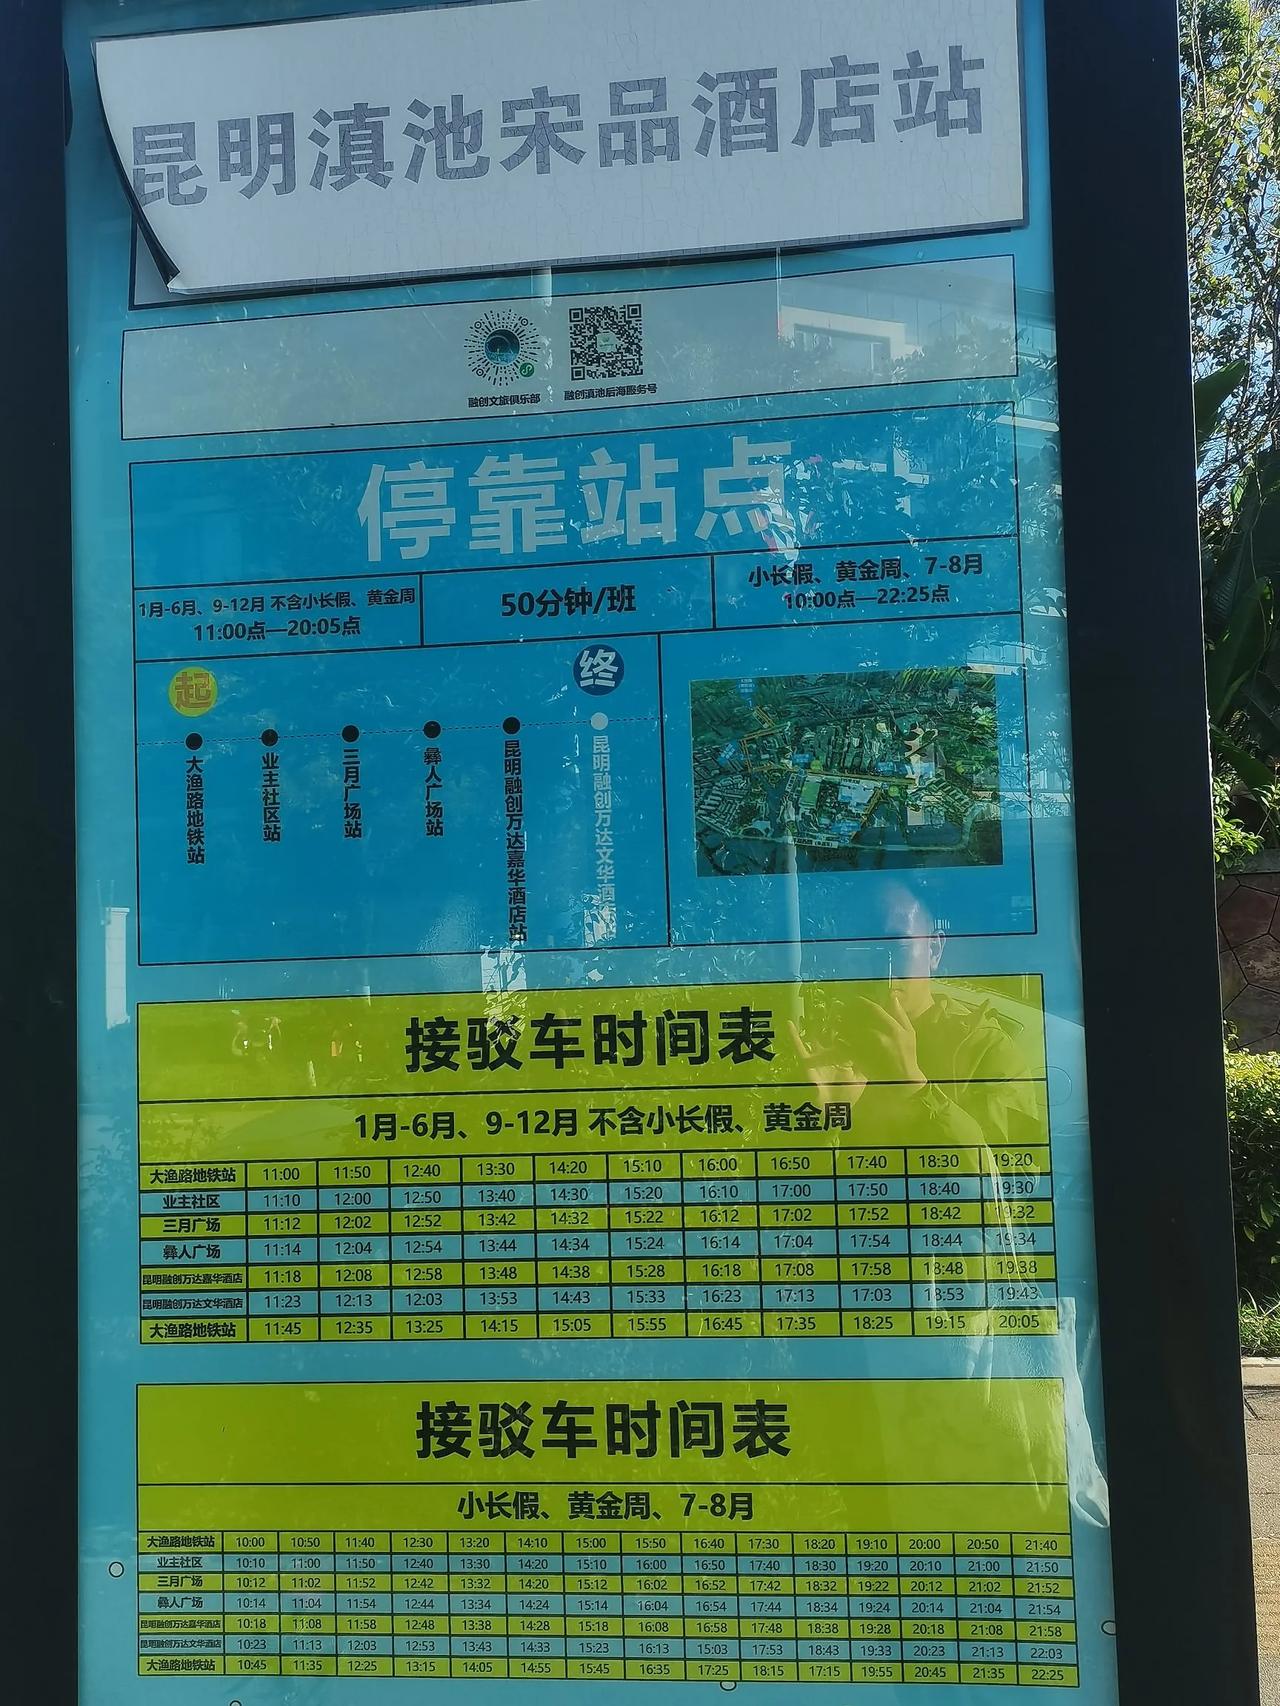 昆明滇池宋品酒店站
融创文旅俱乐部 融创滇池后海服务号
停靠站点
1月-6月、9-12月 不含小长假、黄金周
11:00点—20:05点
50分钟/班
小长假、黄金周、7-8月
10:00点—22:25点
起
终
大渔路地铁站
业主社区站
三月广场站
彝人广场站
昆明融创万达嘉华酒店站
昆明融创万达文华酒店
接驳车时间表
1月-6月、9-12月 不含小长假、黄金周
大渔路地铁站 11:00 11:50 12:40 13:30 14:20 15:10 16:00 16:50 17:40 18:30 19:20
业主社区 11:10 12:00 12:50 13:40 14:30 15:20 16:10 17:00 17:50 18:40 19:30
三月广场 11:12 12:02 12:52 13:42 14:32 15:22 16:12 17:02 17:52 18:42 19:32
彝人广场 11:14 12:04 12:54 13:44 14:34 15:24 16:14 17:04 17:54 18:44 19:34
昆明融创万达嘉华酒店 11:18 12:08 12:58 13:48 14:38 15:28 16:18 17:08 17:58 18:48 19:38
昆明融创万达文华酒店 11:23 12:13 12:03 13:53 14:43 15:33 16:23 17:13 17:03 18:53 19:43
大渔路地铁站 11:45 12:35 13:25 14:15 15:05 15:55 16:45 17:35 18:25 19:15 20:05
接驳车时间表
小长假、黄金周、7-8月
大渔路地铁站 10:00 10:50 11:40 12:30 13:20 14:10 15:00 15:50 16:40 17:30 18:20 19:10 20:00 20:50 21:40
业主社区 10:10 11:00 11:50 12:40 13:30 14:20 15:10 16:00 16:50 17:40 18:30 19:20 20:10 21:00 21:50
三月广场 10:12 11:02 11:52 12:42 13:32 14:20 15:12 16:02 16:52 17:42 18:32 19:22 20:12 21:02 21:52
彝人广场 10:14 11:04 11:54 12:44 13:34 14:24 15:14 16:04 16:54 17:44 18:34 19:24 20:14 21:04 21:54
昆明融创万达嘉华酒店 10:18 11:08 11:58 12:48 13:38 14:28 15:18 16:08 16:58 17:48 18:38 19:28 20:18 21:08 21:58
昆明融创万达文华酒店 10:23 11:13 12:03 12:53 13:43 14:33 15:23 16:13 15:03 17:53 18:43 19:33 20:23 21:13 22:03
大渔路地铁站 10:45 11:35 12:25 13:15 14:05 14:55 15:45 16:35 17:25 18:15 17:15 19:55 20:45 21:35 22:25